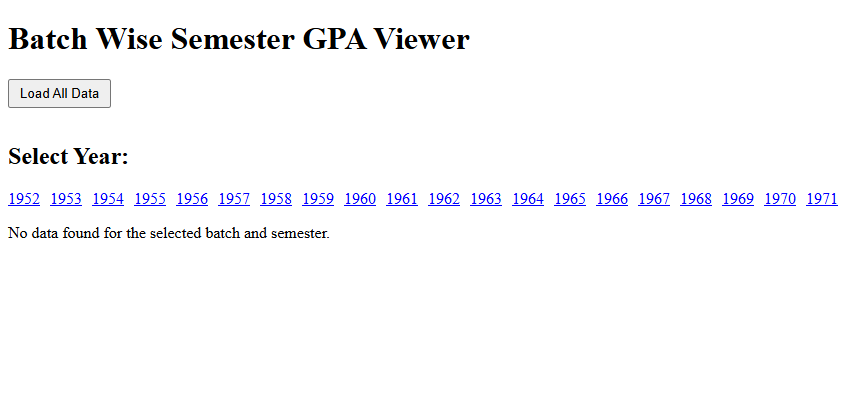 Batch Wise Semester GPA Viewer
Load All Data
Select Year:
1952 1953 1954 1955 1956 1957 1958 1959 1960 1961 1962 1963 1964 1965 1966 1967 1968 1969 1970 1971
No data found for the selected batch and semester.